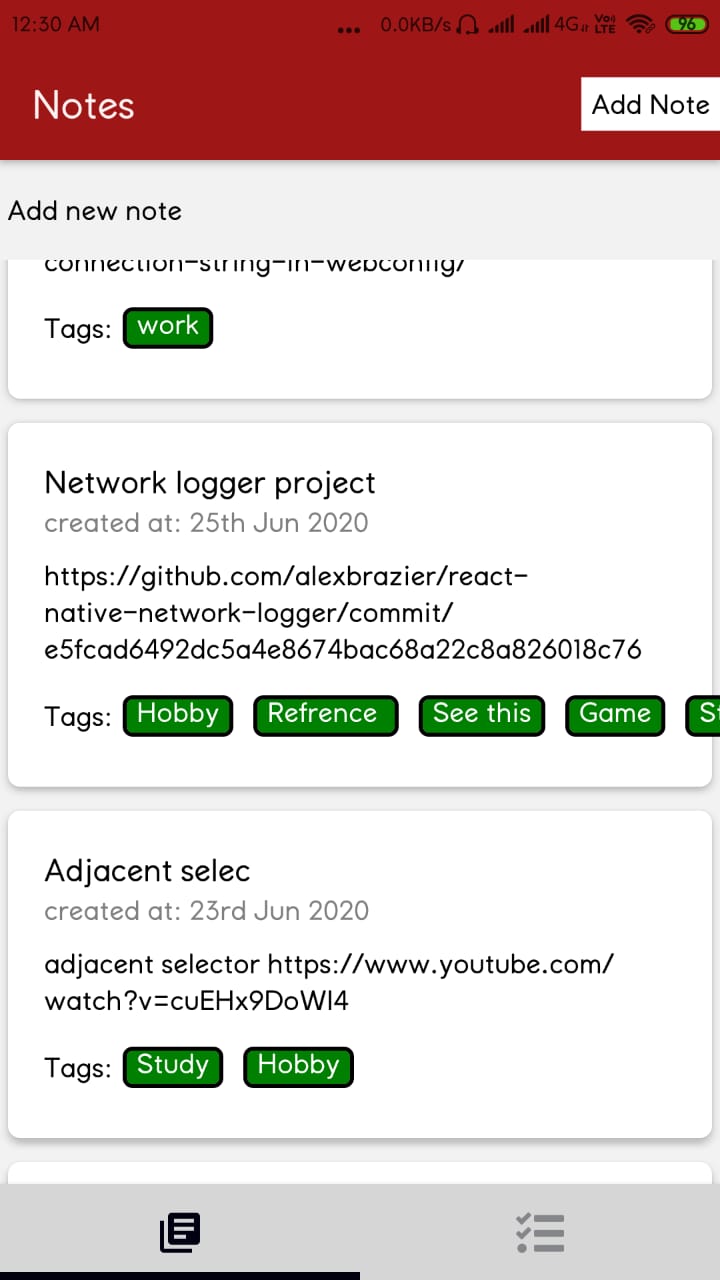 12:30 AM ... 0.0KB/s 4G Vo) LTE 96
Notes
Add Note
Add new note
connection-string-in-webconfig/
Tags: work
Network logger project
created at: 25th Jun 2020
https://github.com/alexbrazier/react-
native-network-logger/commit/
e5fcad6492dc5a4e8674bac68a22c8a826018c76
Tags: Hobby Refrence See this Game
Adjacent selec
created at: 23rd Jun 2020
adjacent selector https://www.youtube.com/
watch?v=cuEHx9DoWI4
Tags: Study Hobby